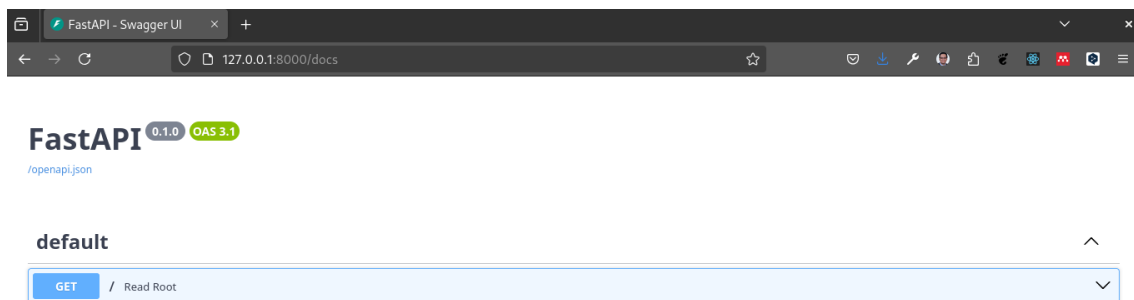 FastAPI - Swagger UI
127.0.0.1:8000/docs
FastAPI 0.1.0 OAS 3.1
/openapi.json
default
GET / Read Root